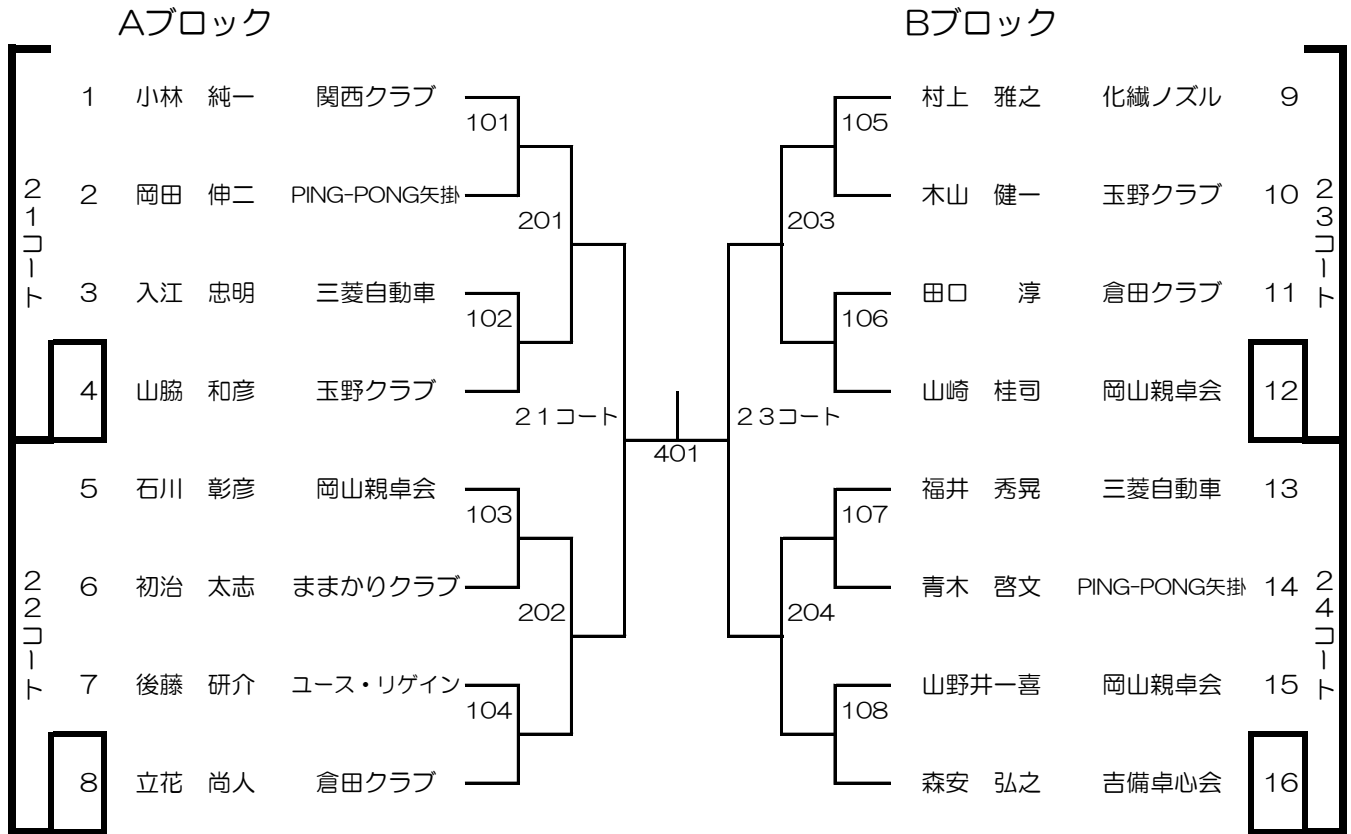 Aブロック
Bブロック
1 小林 純一 関西クラブ
101
2 岡田 伸二 PING-PONG矢掛
201
3 入江 忠明 三菱自動車
102
4 山脇 和彦 玉野クラブ
21コート
21コート
5 石川 彰彦 岡山親卓会
103
6 初治 太志 ままかりクラブ
202
7 後藤 研介 ユース・リゲイン
104
8 立花 尚人 倉田クラブ
22コート
401
村上 雅之 化繊ノズル 9
105
木山 健一 玉野クラブ 10
203
田口 淳 倉田クラブ 11
106
山崎 桂司 岡山親卓会 12
23コート
23コート
福井 秀晃 三菱自動車 13
107
青木 啓文 PING-PONG矢掛 14
204
山野井一喜 岡山親卓会 15
108
森安 弘之 吉備卓心会 16
24コート